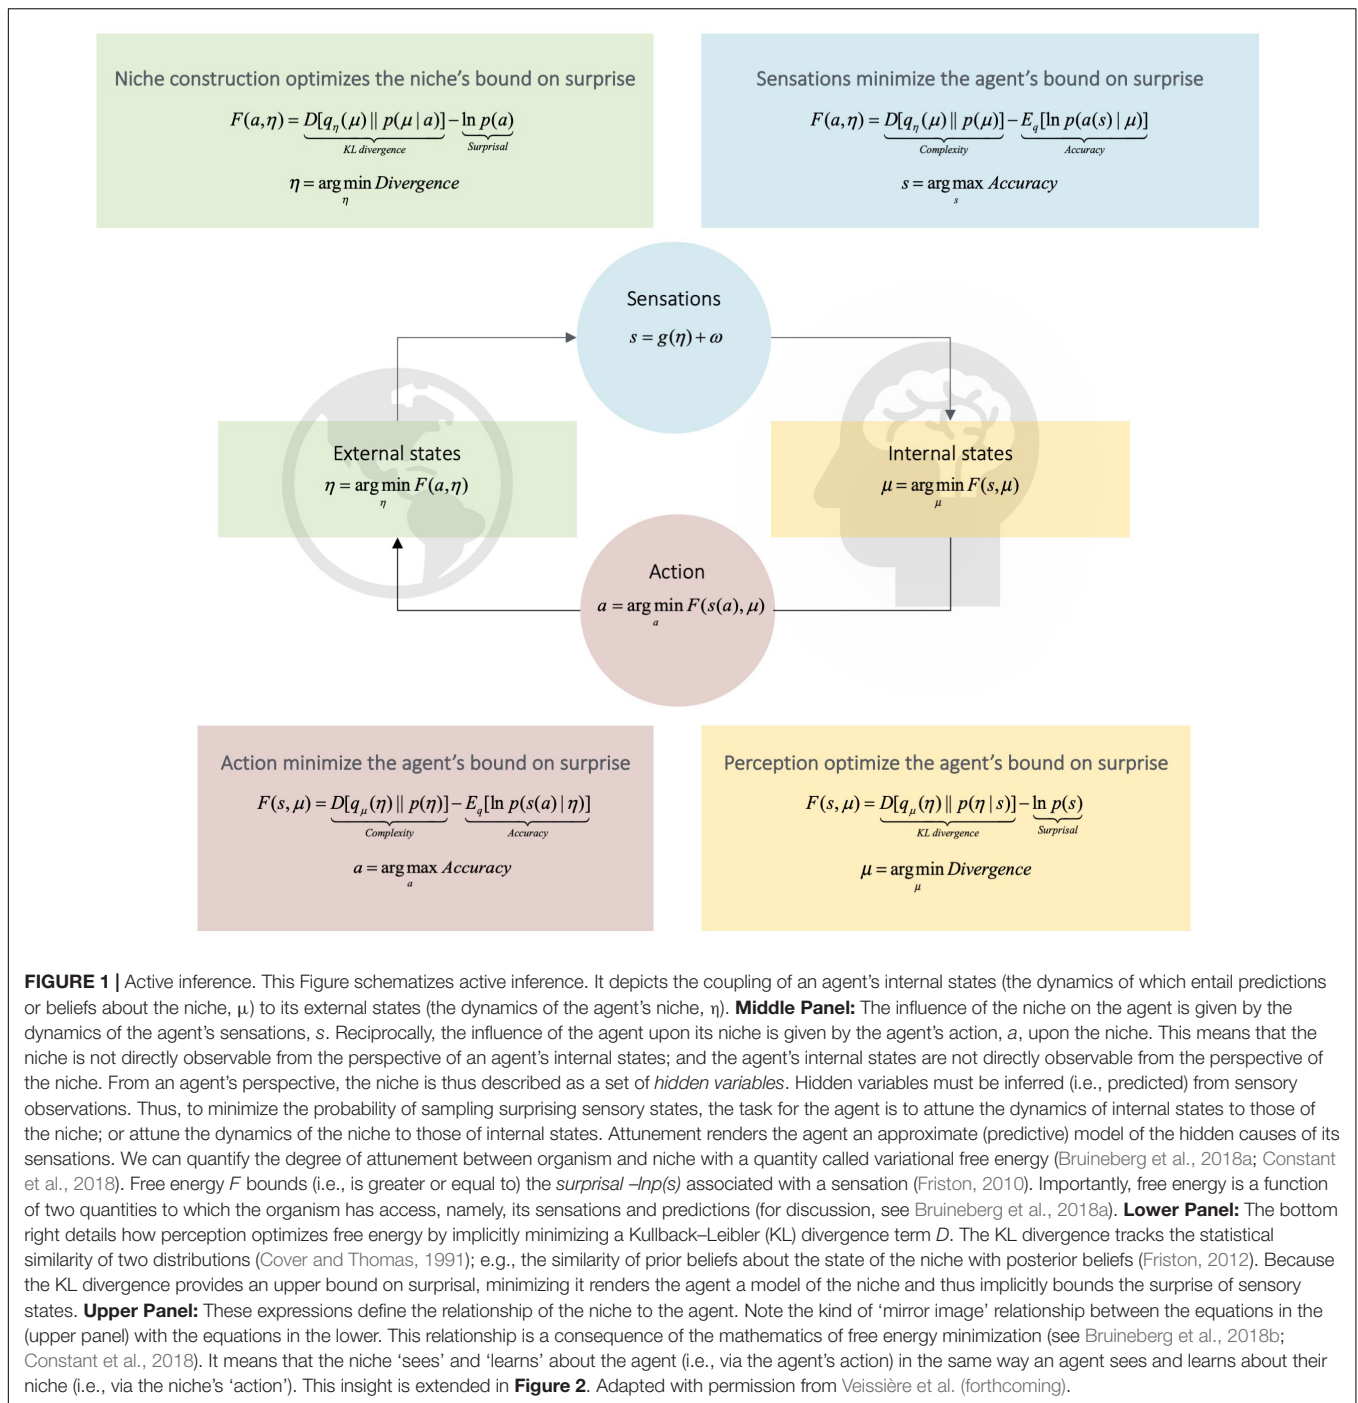 Niche construction optimizes the niche's bound on surprise
F(a,η) = D[q_η(μ) || p(μ | a)] − ln p(a)
KL divergence Surprisal
η = arg min Divergence
η
Sensations minimize the agent's bound on surprise
F(a,η) = D[q_η(μ) || p(μ)] − E_q[ln p(a(s) | μ)]
Complexity Accuracy
s = arg max Accuracy
s
Sensations
s = g(η) + ω
External states
η = arg min F(a,η)
η
Internal states
μ = arg min F(s,μ)
μ
Action
a = arg min F(s(a), μ)
a
Action minimize the agent's bound on surprise
F(s,μ) = D[q_μ(η) || p(η)] − E_q[ln p(s(a) | η)]
Complexity Accuracy
a = arg max Accuracy
a
Perception optimize the agent's bound on surprise
F(s,μ) = D[q_μ(η) || p(η | s)] − ln p(s)
KL divergence Surprisal
μ = arg min Divergence
μ
FIGURE 1 | Active inference. This Figure schematizes active inference. It depicts the coupling of an agent's internal states (the dynamics of which entail predictions
or beliefs about the niche, μ) to its external states (the dynamics of the agent's niche, η). Middle Panel: The influence of the niche on the agent is given by the
dynamics of the agent's sensations, s. Reciprocally, the influence of the agent upon its niche is given by the agent's action, a, upon the niche. This means that the
niche is not directly observable from the perspective of an agent's internal states; and the agent's internal states are not directly observable from the perspective of
the niche. From an agent's perspective, the niche is thus described as a set of hidden variables. Hidden variables must be inferred (i.e., predicted) from sensory
observations. Thus, to minimize the probability of sampling surprising sensory states, the task for the agent is to attune the dynamics of internal states to those of
the niche; or attune the dynamics of the niche to those of internal states. Attunement renders the agent an approximate (predictive) model of the hidden causes of its
sensations. We can quantify the degree of attunement between organism and niche with a quantity called variational free energy (Bruineberg et al., 2018a; Constant
et al., 2018). Free energy F bounds (i.e., is greater or equal to) the surprisal –lnp(s) associated with a sensation (Friston, 2010). Importantly, free energy is a function
of two quantities to which the organism has access, namely, its sensations and predictions (for discussion, see Bruineberg et al., 2018a). Lower Panel: The bottom
right details how perception optimizes free energy by implicitly minimizing a Kullback–Leibler (KL) divergence term D. The KL divergence tracks the statistical
similarity of two distributions (Cover and Thomas, 1991); e.g., the similarity of prior beliefs about the state of the niche with posterior beliefs (Friston, 2012). Because
the KL divergence provides an upper bound on surprisal, minimizing it renders the agent a model of the niche and thus implicitly bounds the surprise of sensory
states. Upper Panel: These expressions define the relationship of the niche to the agent. Note the kind of 'mirror image' relationship between the equations in the
(upper panel) with the equations in the lower. This relationship is a consequence of the mathematics of free energy minimization (see Bruineberg et al., 2018b;
Constant et al., 2018). It means that the niche 'sees' and 'learns' about the agent (i.e., via the agent's action) in the same way an agent sees and learns about their
niche (i.e., via the niche's 'action'). This insight is extended in Figure 2. Adapted with permission from Veissière et al. (forthcoming).